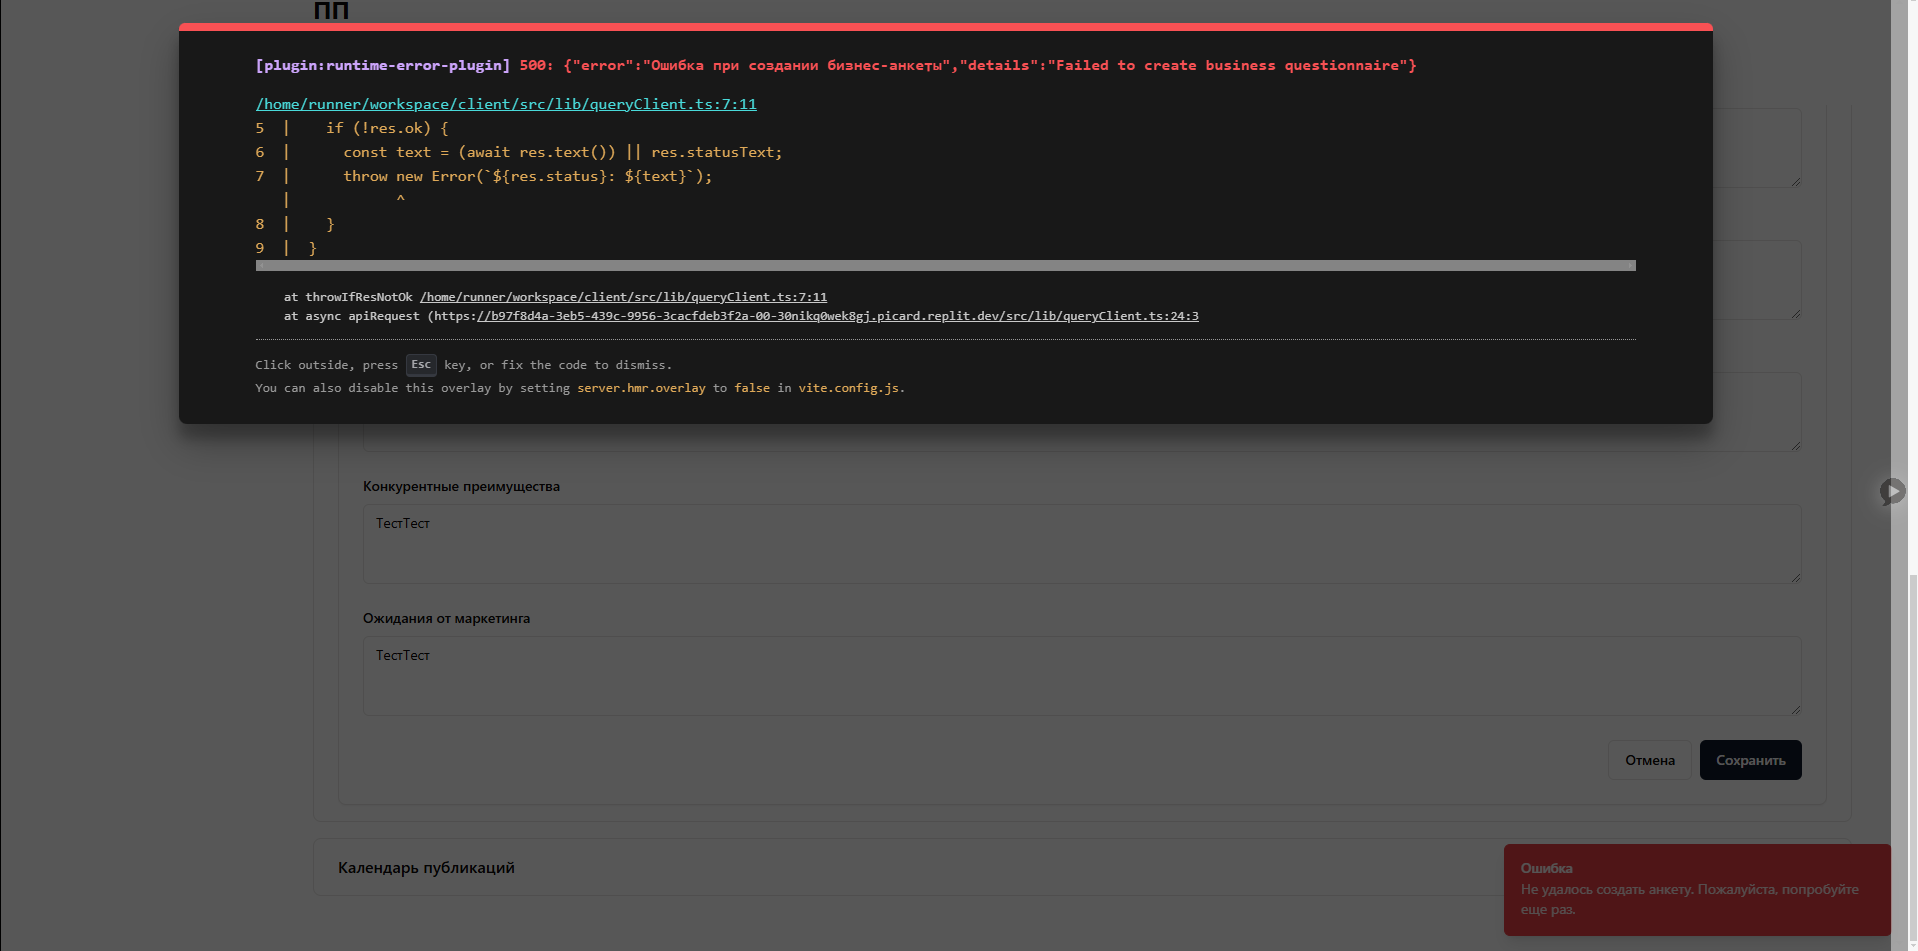 ПП
[plugin:runtime-error-plugin] 500: {"error":"Ошибка при создании бизнес-анкеты","details":"Failed to create business questionnaire"}
/home/runner/workspace/client/src/lib/queryClient.ts:7:11
5 | if (!res.ok) {
6 | const text = (await res.text()) || res.statusText;
7 | throw new Error(`${res.status}: ${text}`);
| ^
8 | }
9 | }
at throwIfResNotOk /home/runner/workspace/client/src/lib/queryClient.ts:7:11
at async apiRequest (https://b97f8d4a-3eb5-439c-9956-3cacfdeb3f2a-00-30nikq0wek8gj.picard.replit.dev/src/lib/queryClient.ts:24:3
Click outside, press Esc key, or fix the code to dismiss.
You can also disable this overlay by setting server.hmr.overlay to false in vite.config.js.
Конкурентные преимущества
ТестТест
Ожидания от маркетинга
ТестТест
Отмена Сохранить
Календарь публикаций
Ошибка
Не удалось создать анкету. Пожалуйста, попробуйте
еще раз.